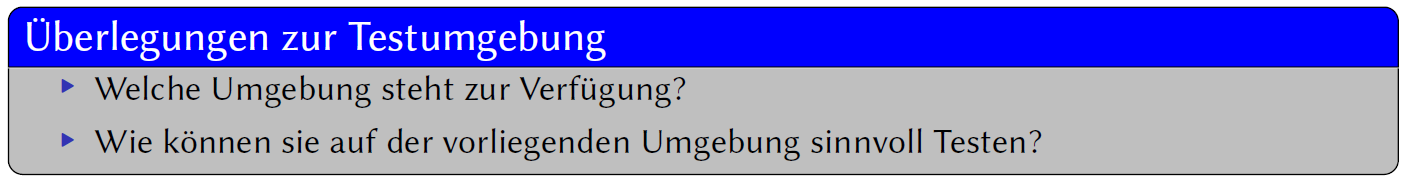 Überlegungen zur Testumgebung
Welche Umgebung steht zur Verfügung?
Wie können sie auf der vorliegenden Umgebung sinnvoll Testen?